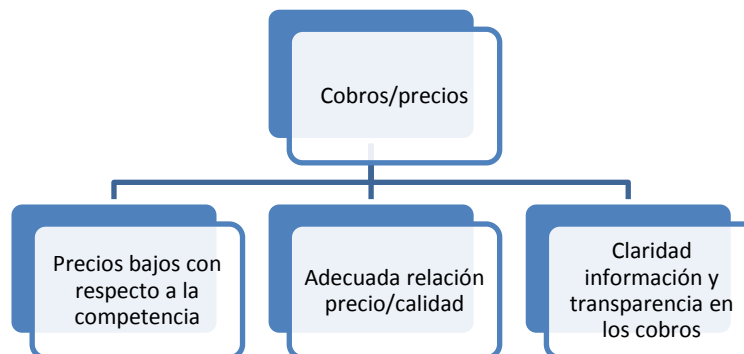 Cobros/precios
Precios bajos con
respecto a la
competencia
Adecuada relación
precio/calidad
Claridad
información y
transparencia en
los cobros